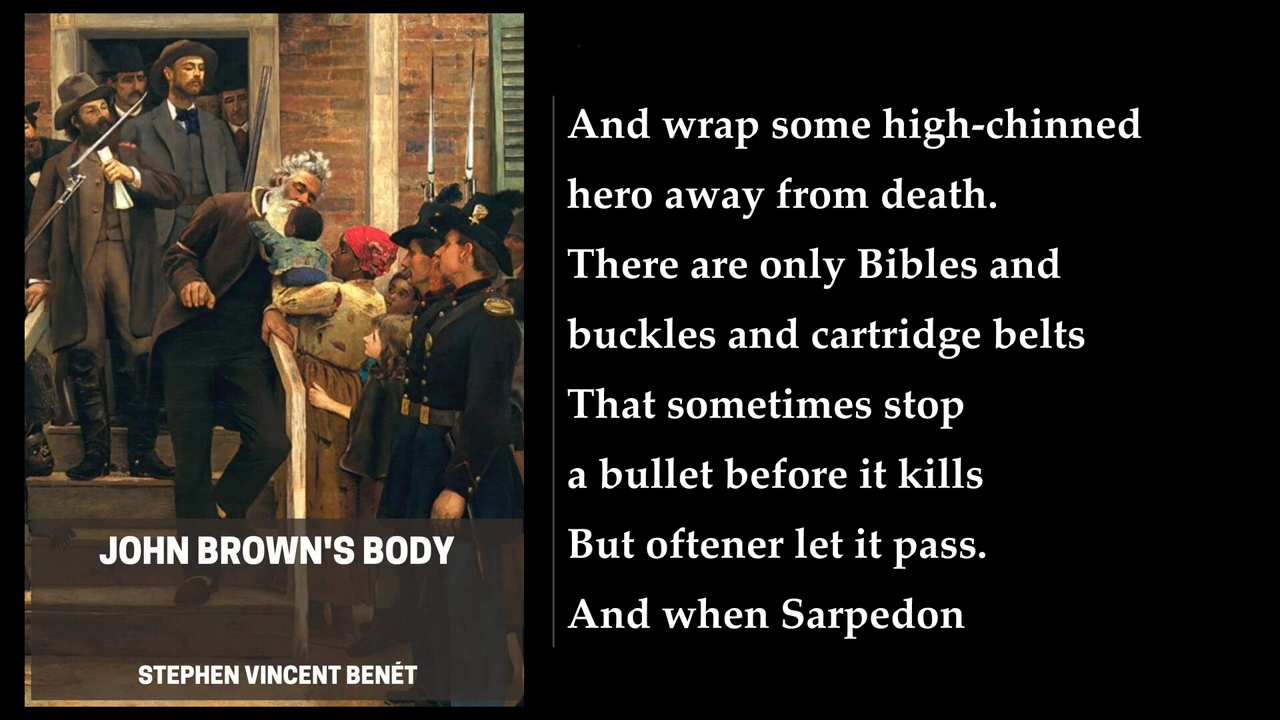 JOHN BROWN'S BODY
STEPHEN VINCENT BENÉT
And wrap some high-chinned
hero away from death.
There are only Bibles and
buckles and cartridge belts
That sometimes stop
a bullet before it kills
But oftener let it pass.
And when Sarpedon